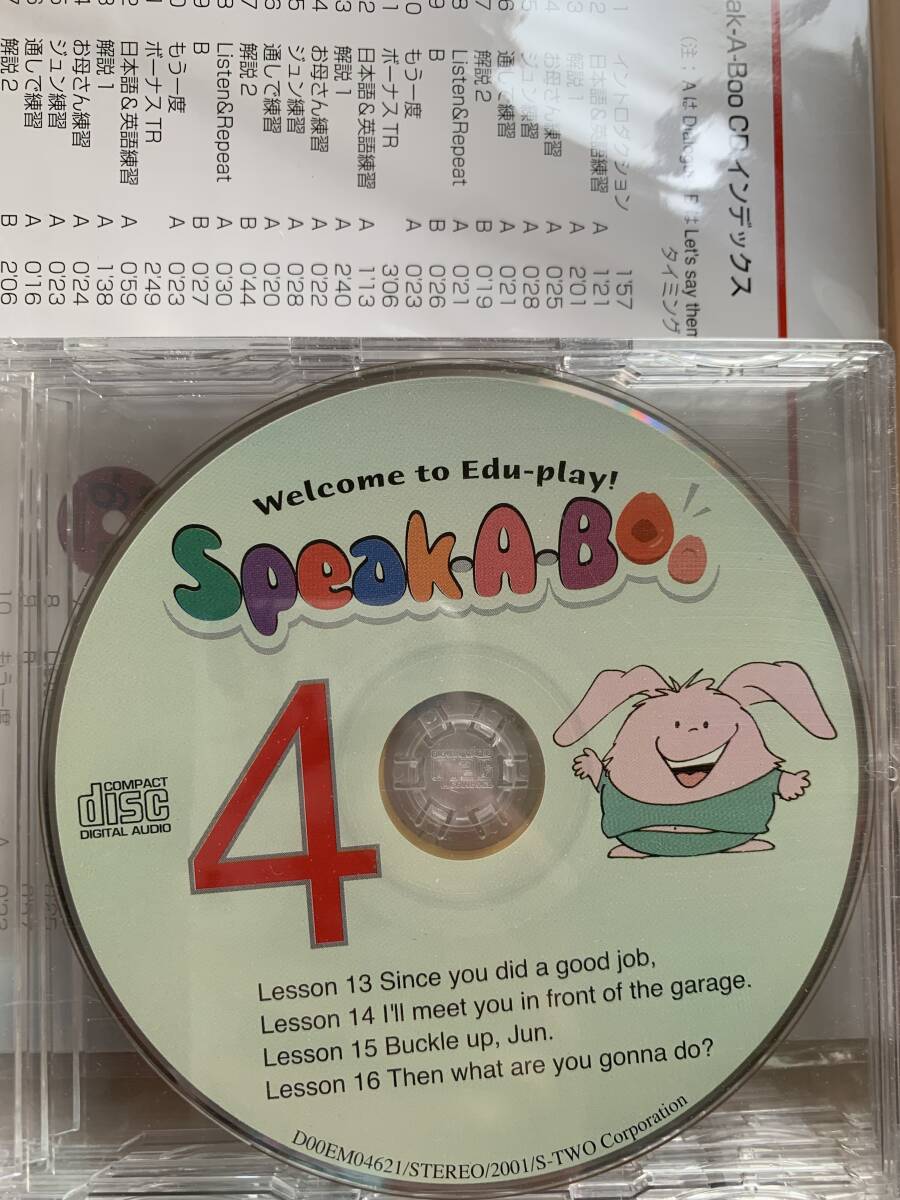 eak-A-Boo CDインデックス
(注：A は Dialogue, は Let's say them
タイミング
1 イントロダクション 1'57
2 日本語＆英語練習 A 1'21
3 解説1 A 2'01
4 お母さん練習 A 0'25
5 ジュン練習 A 0'28
6 通しで練習 A 0'21
7 解説2 B 0'19
8 Listen&Repeat A 0'21
9 B B 0'26
0 もう一度 A 0'23
1 ボーナスTR 3'06
2 日本語＆英語練習 A 1'13
3 解説1 A 2'40
4 お母さん練習 A 0'22
5 ジュン練習 A 0'28
6 通しで練習 A 0'20
7 解説2 B 0'44
8 Listen&Repeat A 0'30
9 B B 0'27
0 もう一度 A 0'23
1 ボーナスTR 2'49
2 日本語＆英語練習 A 0'59
3 解説1 A 1'38
4 お母さん練習 A 0'24
5 ジュン練習 A 0'23
6 通しで練習 A 0'16
7 解説2 B 2'06
Welcome to Edu-play!
Speak-A-Boo
4
COMPACT
disc
DIGITAL AUDIO
Lesson 13 Since you did a good job,
Lesson 14 I'll meet you in front of the garage.
Lesson 15 Buckle up, Jun.
Lesson 16 Then what are you gonna do?
D00EM04621/STEREO/2001/S-TWO Corporation